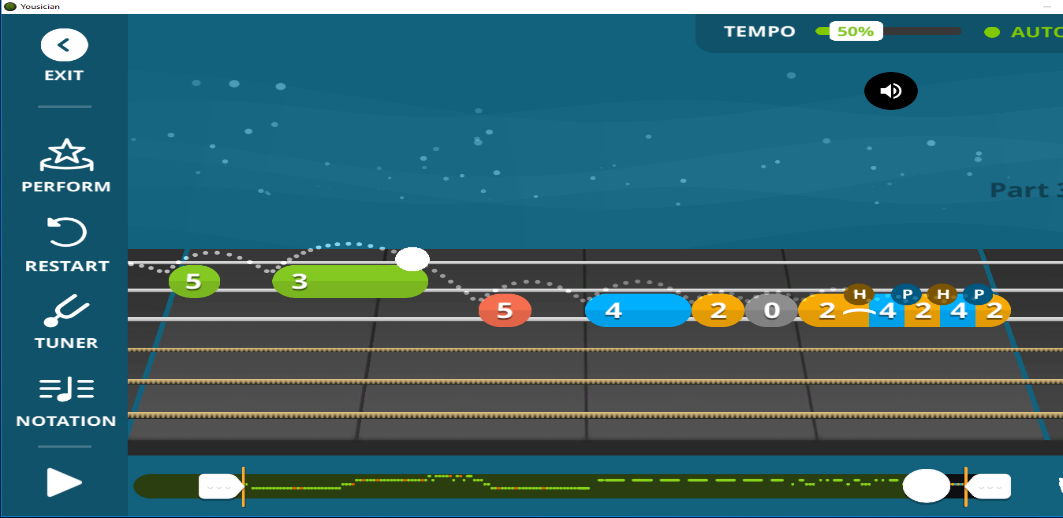 Yousician
TEMPO 50% AUTO
EXIT
PERFORM
Part 3
RESTART
5 3
H P H P
5 4 2 0 2 4 2 4 2
TUNER
NOTATION